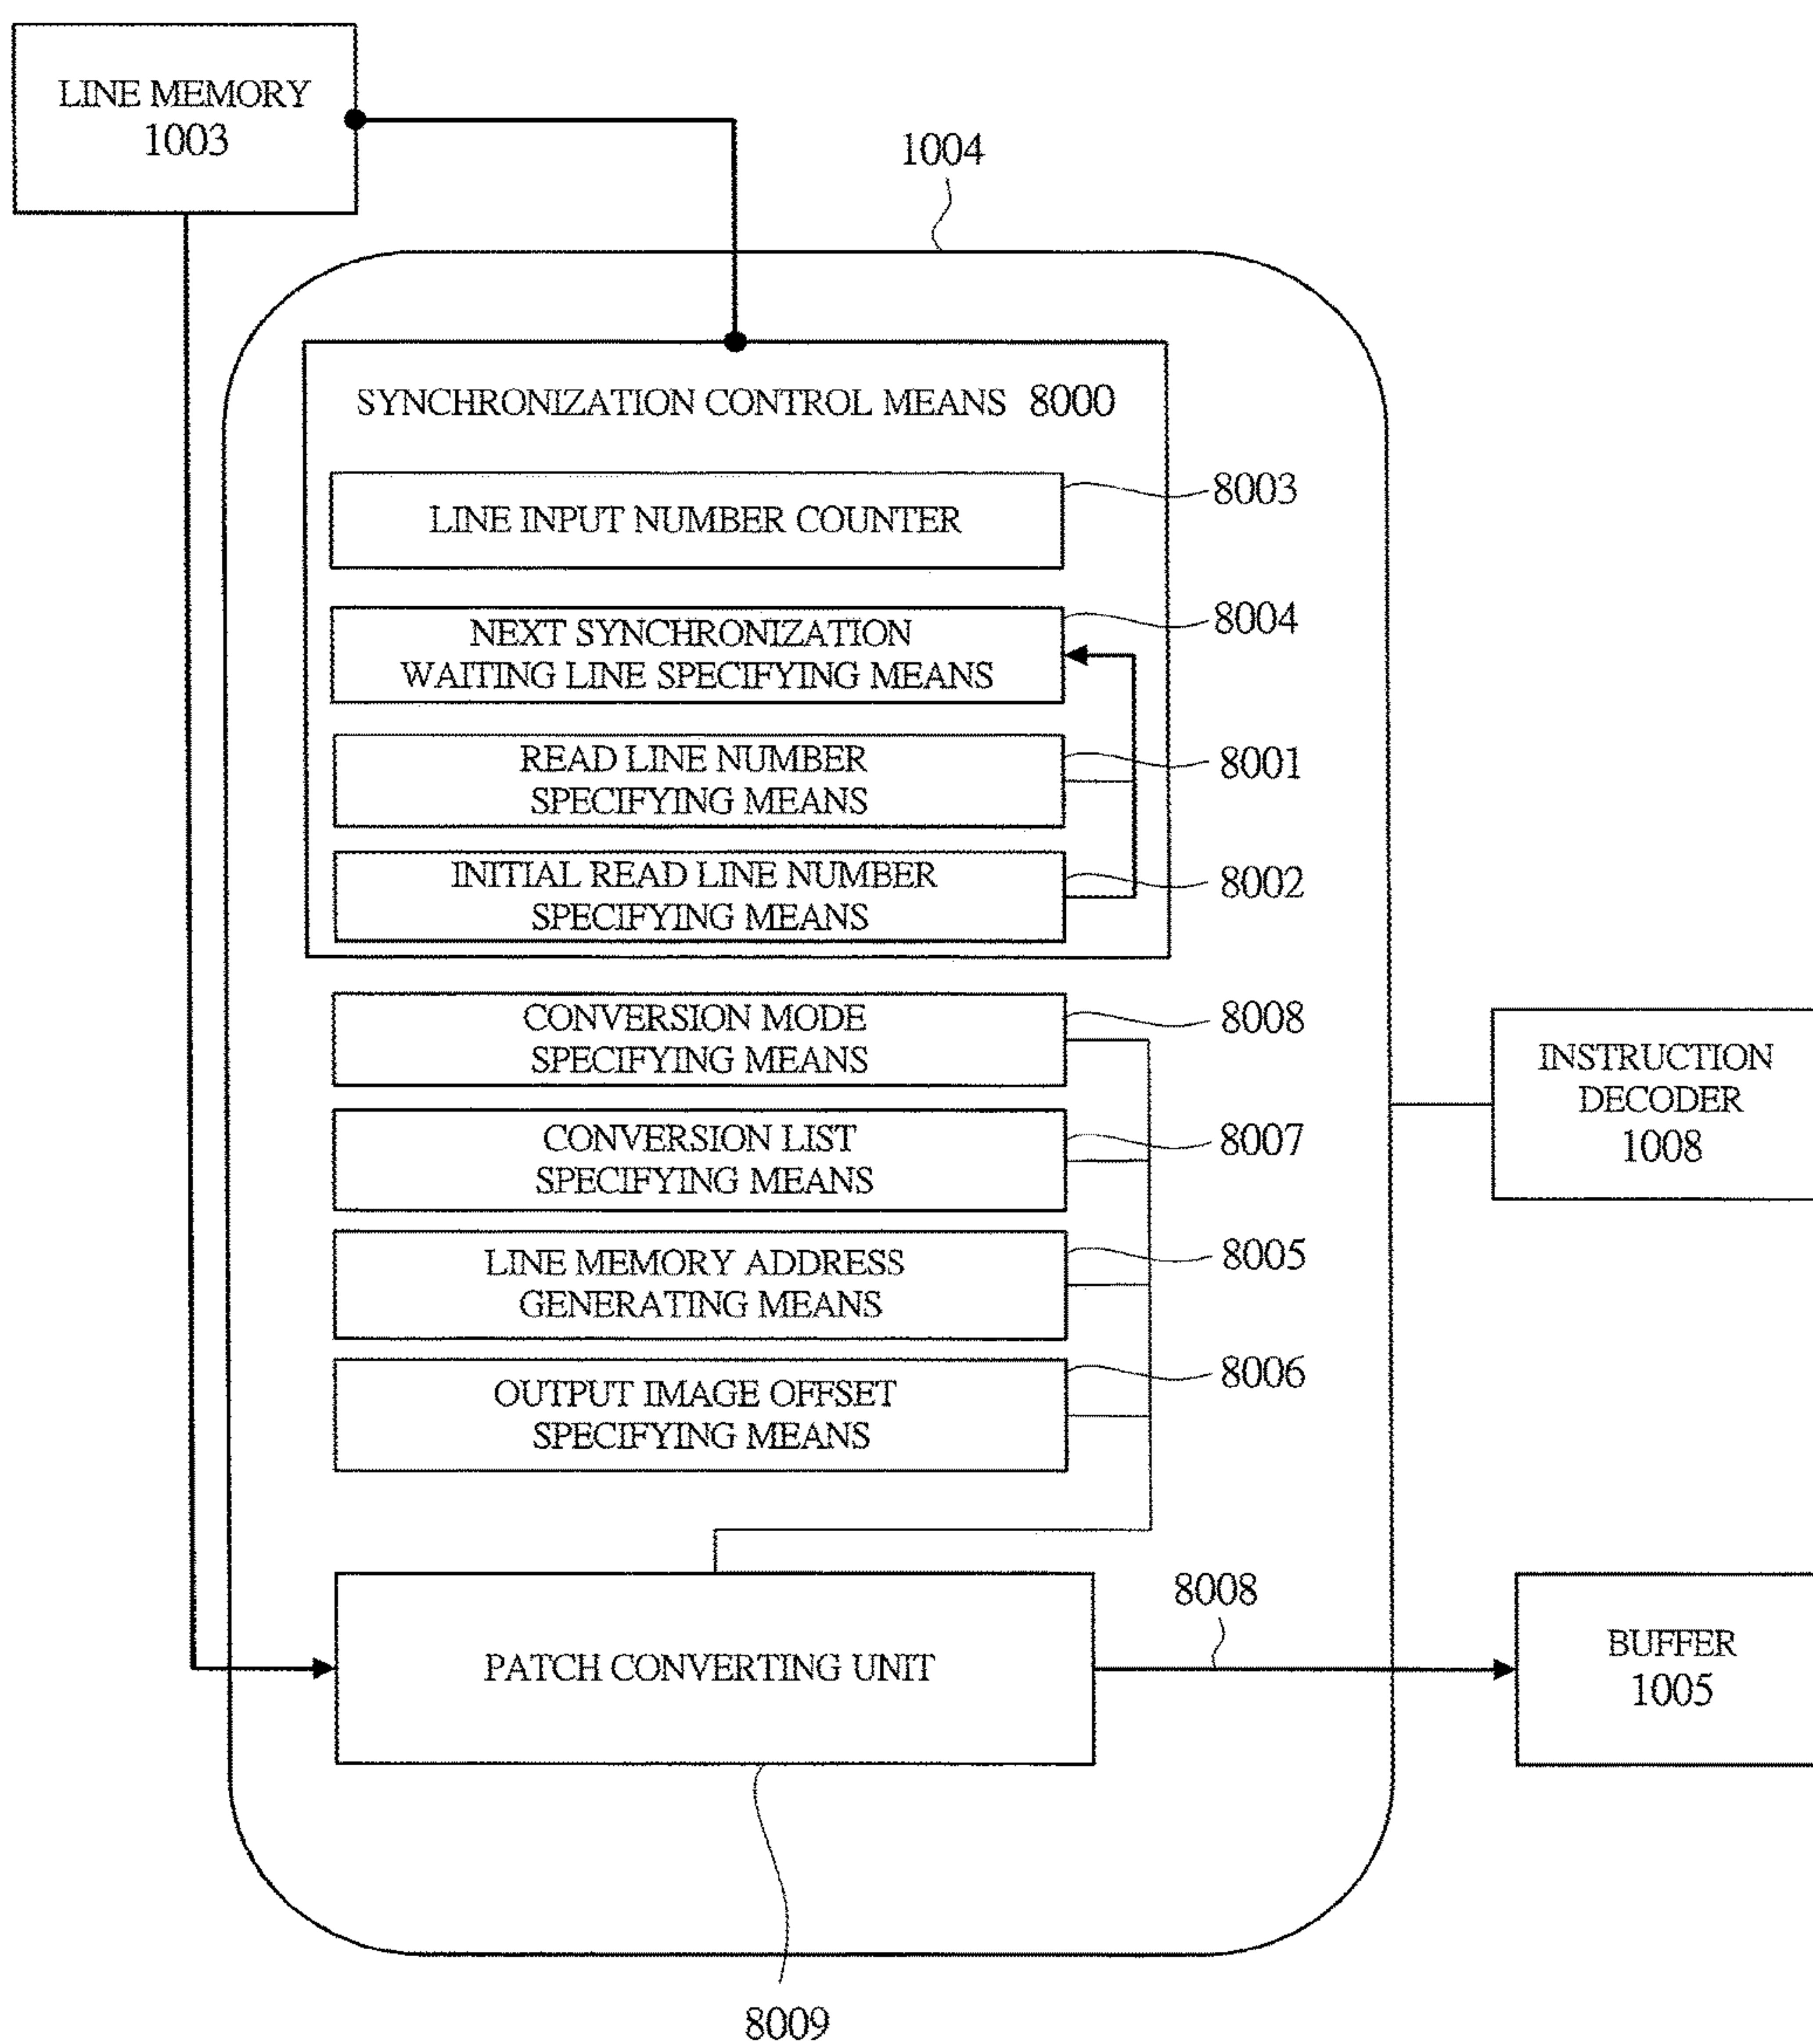 LINE MEMORY
1003
1004
SYNCHRONIZATION CONTROL MEANS 8000
LINE INPUT NUMBER COUNTER
8003
NEXT SYNCHRONIZATION
WAITING LINE SPECIFYING MEANS
8004
READ LINE NUMBER
SPECIFYING MEANS
8001
INITIAL READ LINE NUMBER
SPECIFYING MEANS
8002
CONVERSION MODE
SPECIFYING MEANS
8008
CONVERSION LIST
SPECIFYING MEANS
8007
LINE MEMORY ADDRESS
GENERATING MEANS
8005
OUTPUT IMAGE OFFSET
SPECIFYING MEANS
8006
INSTRUCTION
DECODER
1008
PATCH CONVERTING UNIT
8008
BUFFER
1005
8009